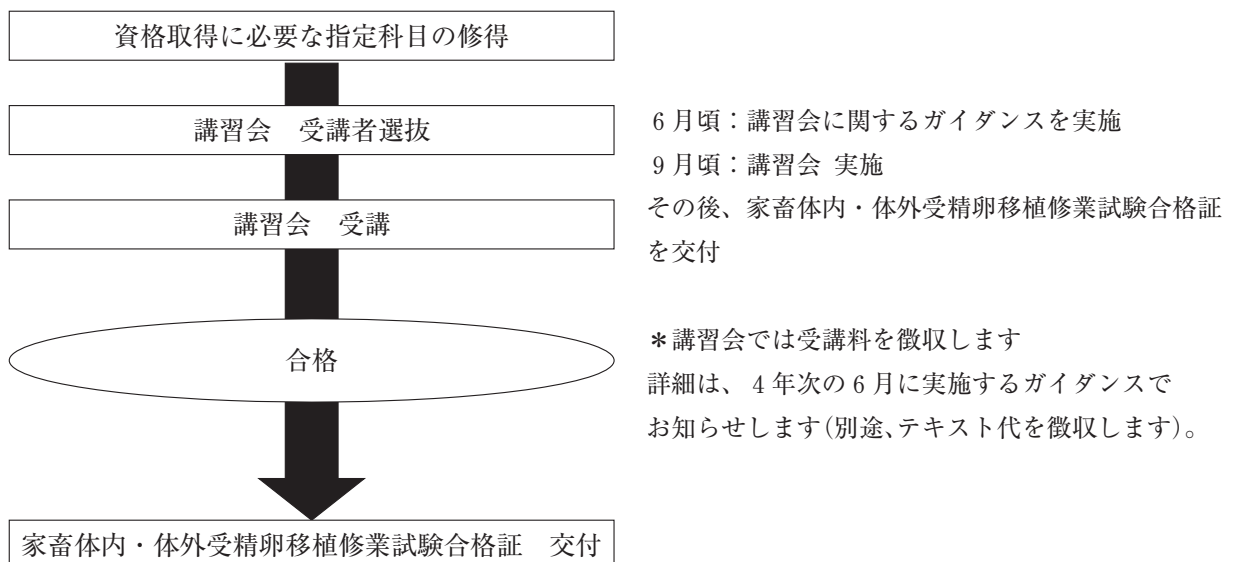 資格取得に必要な指定科目の修得
講習会　受講者選抜
講習会　受講
合格
家畜体内・体外受精卵移植修業試験合格証　交付
6月頃：講習会に関するガイダンスを実施
9月頃：講習会 実施
その後、家畜体内・体外受精卵移植修業試験合格証
を交付
＊講習会では受講料を徴収します
詳細は、4年次の6月に実施するガイダンスで
お知らせします(別途、テキスト代を徴収します)。